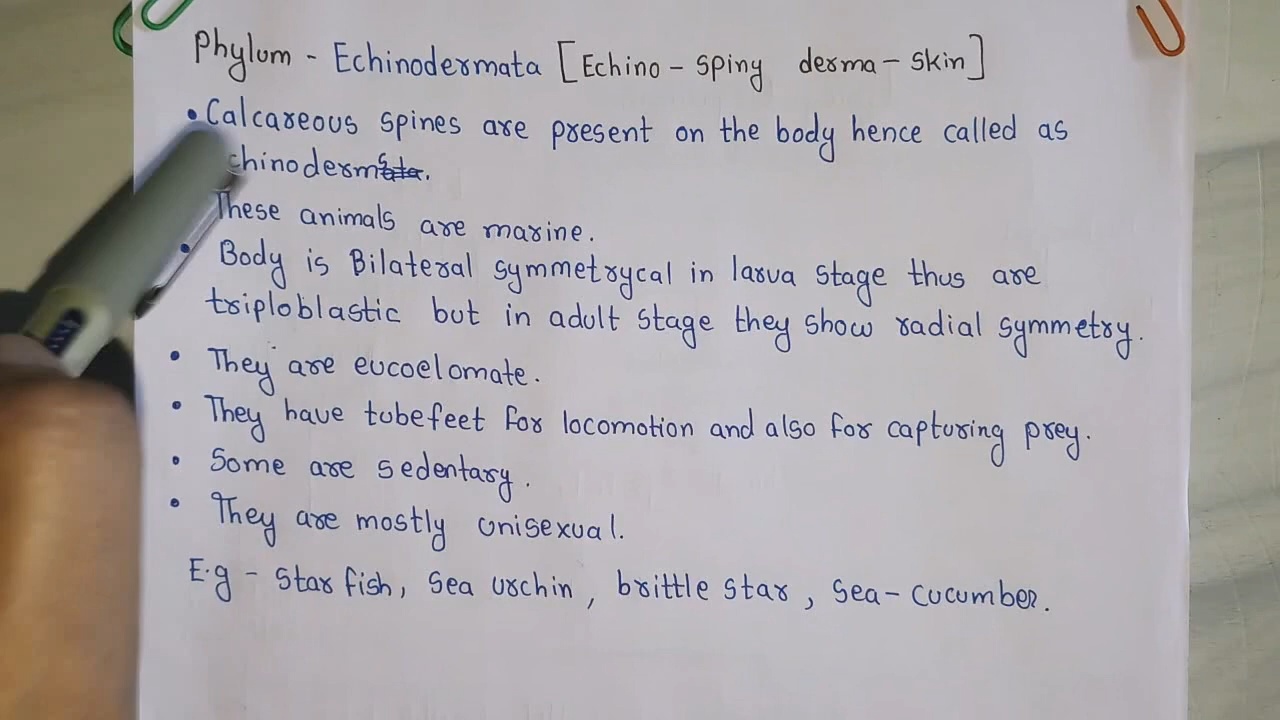 Phylum - Echinodermata [Echino - spiny derma - skin]
• Calcareous spines are present on the body hence called as
chinoderms.
These animals are marine.
• Body is Bilateral symmetrycal in larva stage thus are
triploblastic but in adult stage they show radial symmetry.
• They are eucoelomate.
• They have tubefeet for locomotion and also for capturing prey.
• Some are sedentary.
• They are mostly unisexual.
E.g - star fish, sea urchin, brittle star, sea-cucumber.